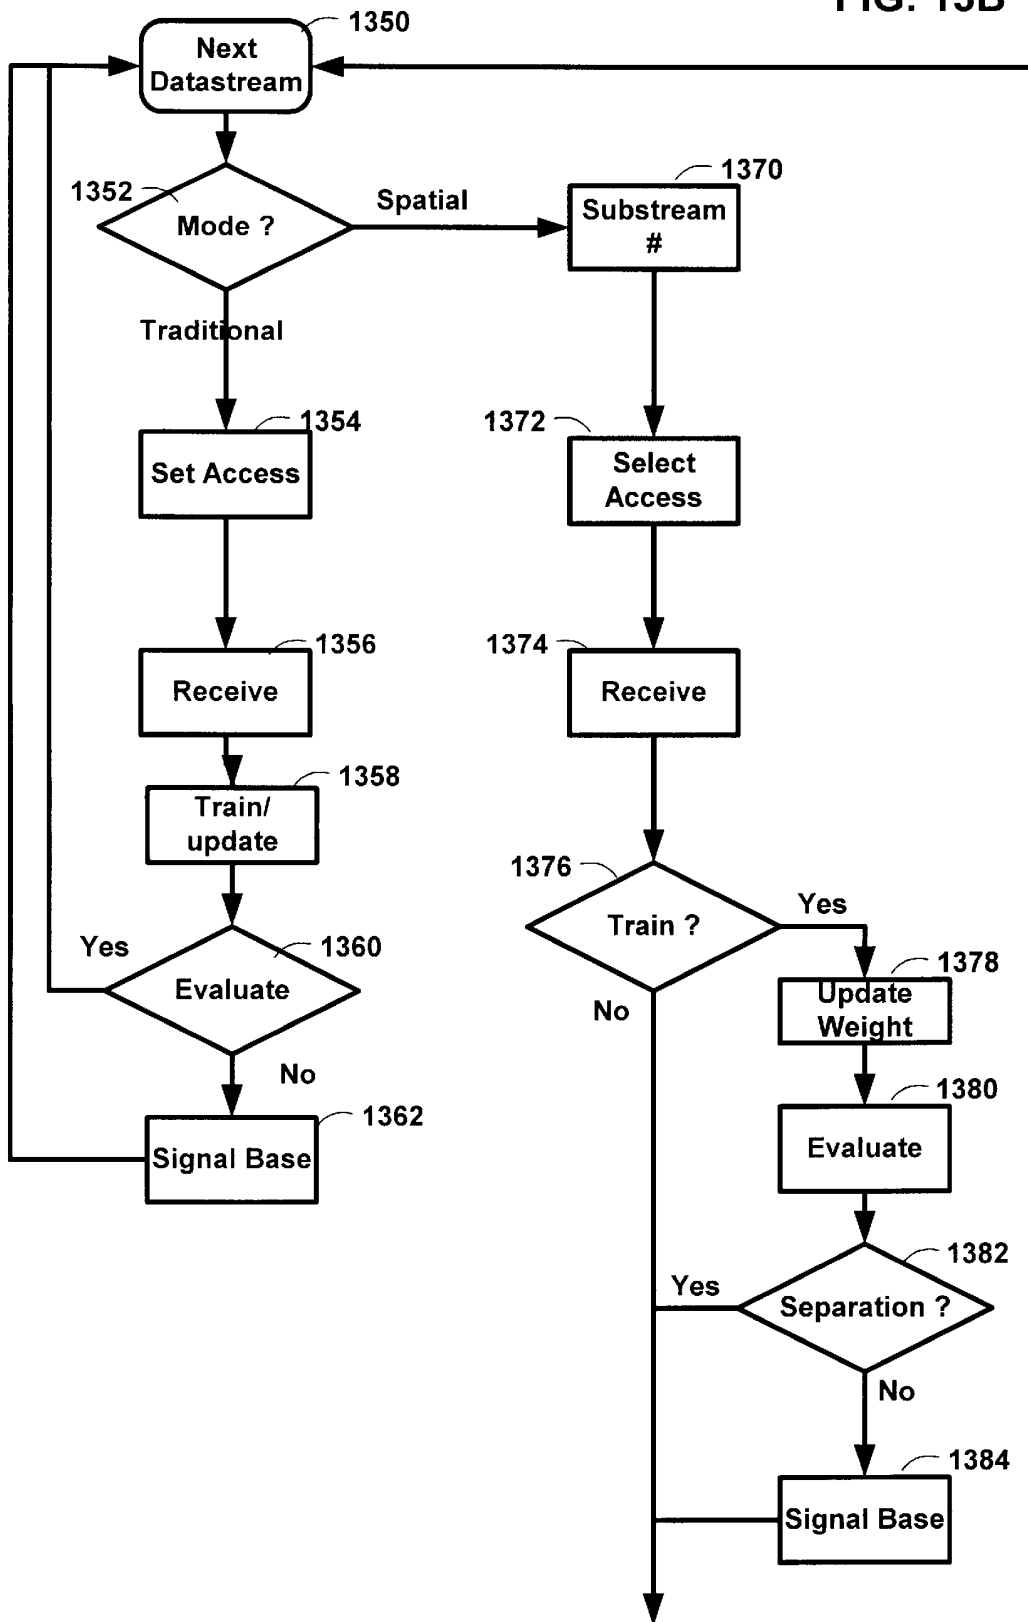 FIG. 13B
1350
Next
Datastream
1352
Mode ?
Spatial
1370
Substream
#
Traditional
1354
Set Access
1372
Select
Access
1356
Receive
1374
Receive
1358
Train/
update
1376
Train ?
Yes
No
1360
Evaluate
Yes
No
1378
Update
Weight
1362
Signal Base
1380
Evaluate
1382
Separation ?
Yes
No
1384
Signal Base